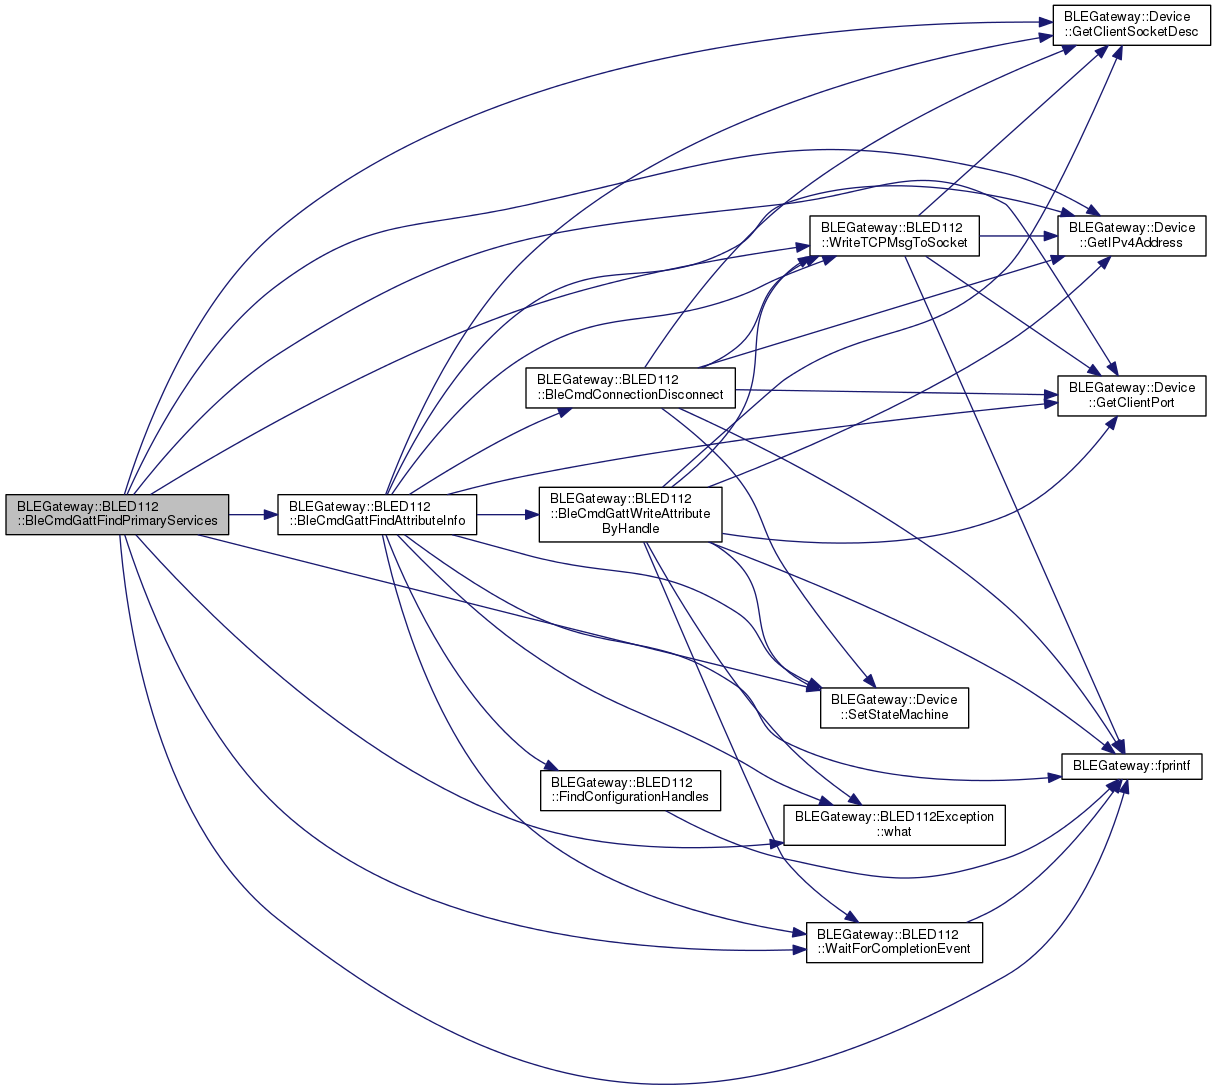 BLEGateway::Device
::GetClientSocketDesc
BLEGateway::BLED112
::WriteTCPMsgToSocket
BLEGateway::Device
::GetIPv4Address
BLEGateway::BLED112
::BleCmdConnectionDisconnect
BLEGateway::Device
::GetClientPort
BLEGateway::BLED112
::BleCmdGattFindPrimaryServices
BLEGateway::BLED112
::BleCmdGattFindAttributeInfo
BLEGateway::BLED112
::BleCmdGattWriteAttribute
ByHandle
BLEGateway::Device
::SetStateMachine
BLEGateway::fprintf
BLEGateway::BLED112
::FindConfigurationHandles
BLEGateway::BLED112Exception
::what
BLEGateway::BLED112
::WaitForCompletionEvent